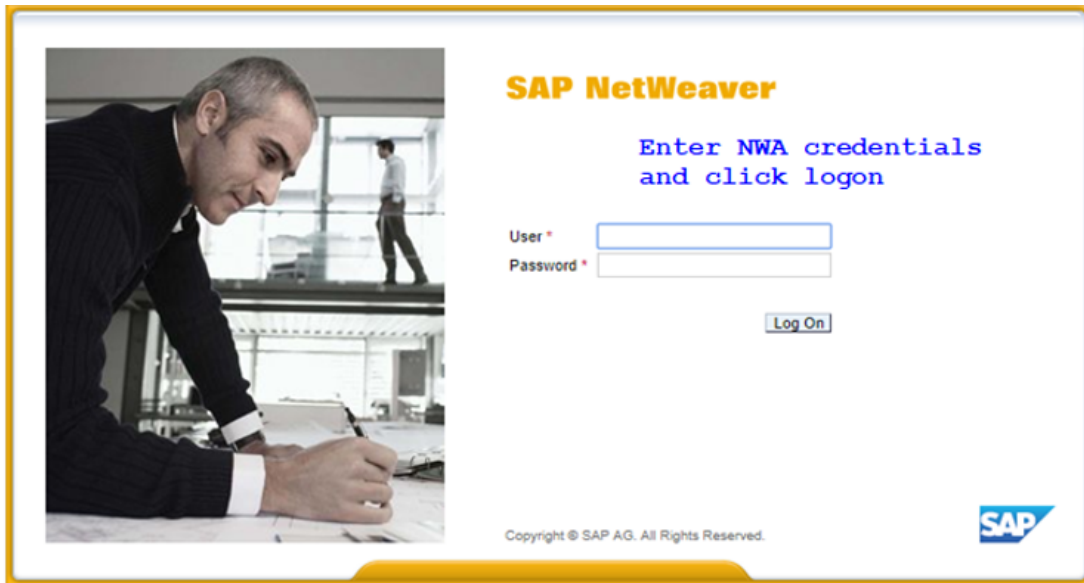 SAP NetWeaver
Enter NWA credentials
and click logon
User *
Password *
Log On
Copyright © SAP AG. All Rights Reserved.
SAP